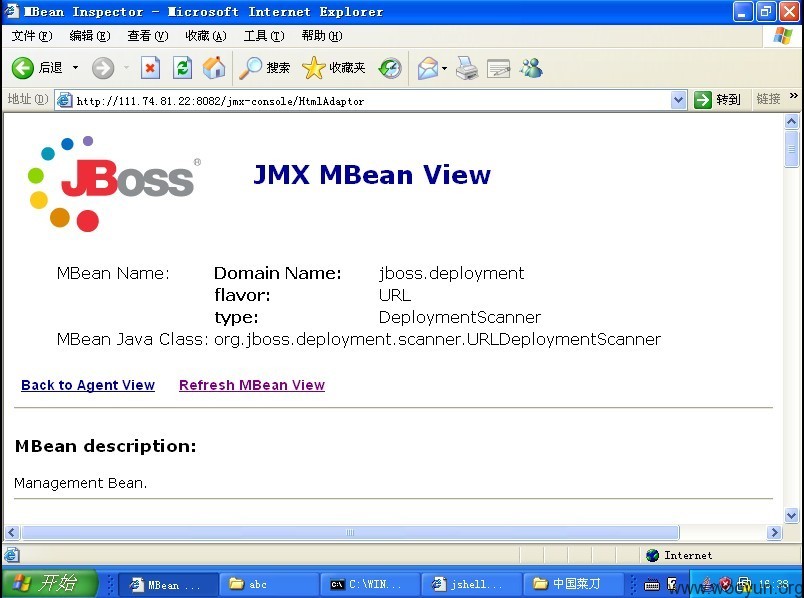 MBean Inspector - Microsoft Internet Explorer
文件(F) 编辑(E) 查看(V) 收藏(A) 工具(T) 帮助(H)
后退 搜索 收藏夹
地址(D) http://111.74.81.22:8082/jmx-console/HtmlAdaptor 转到 链接 »
JBoss®
JMX MBean View
MBean Name: Domain Name: jboss.deployment
flavor: URL
type: DeploymentScanner
MBean Java Class: org.jboss.deployment.scanner.URLDeploymentScanner
Back to Agent View Refresh MBean View
MBean description:
Management Bean.
Internet
开始 MBean ... abc C:\WIN... jshell... 中国菜刀
www.wooyun.org